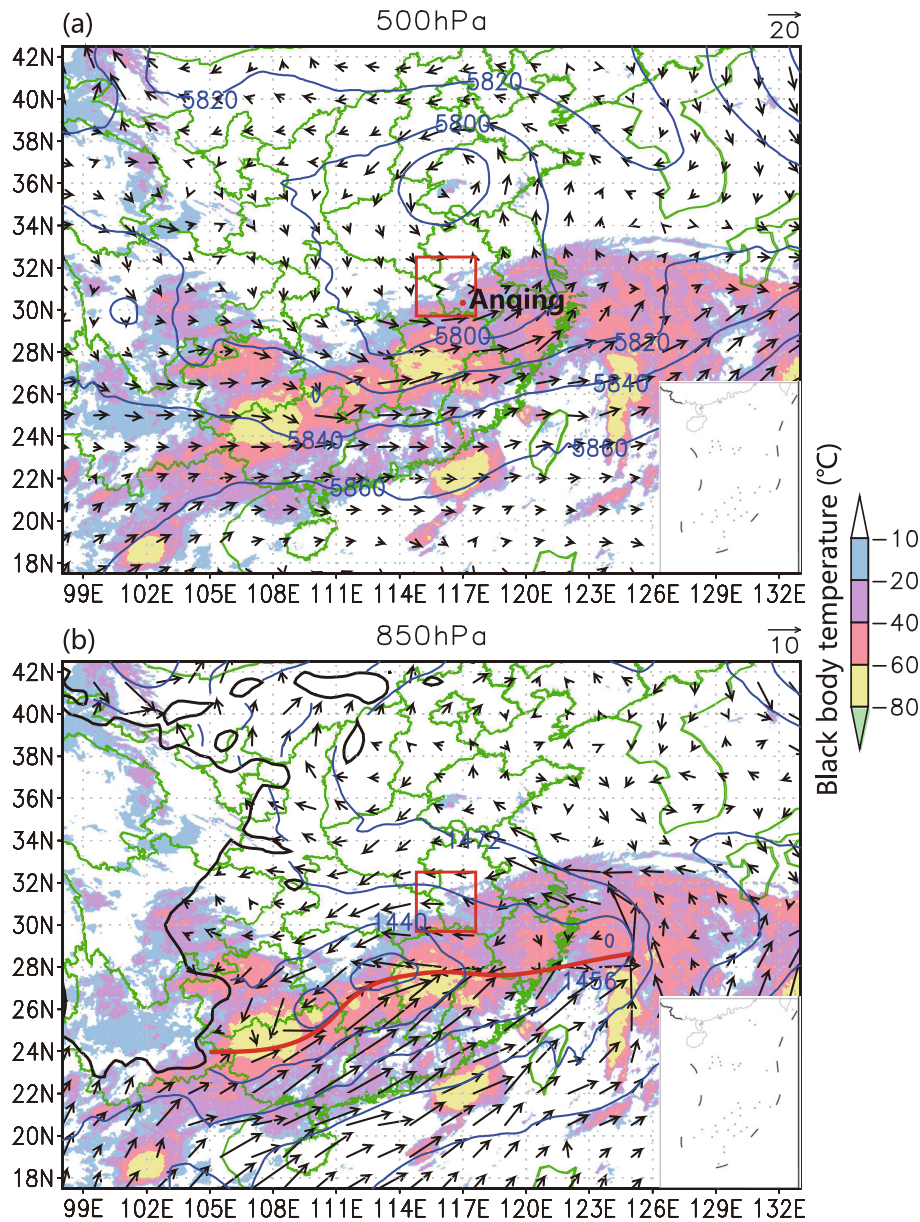 (a)
500hPa
20
42N
40N
38N
36N
34N
32N
30N
28N
26N
24N
22N
20N
18N
5820
5820
5800
Anqing
5800
5820
5840
0
5840
5860
5860
99E 102E 105E 108E 111E 114E 117E 120E 123E 126E 129E 132E
(b)
850hPa
10
42N
40N
38N
36N
34N
32N
30N
28N
26N
24N
22N
20N
18N
1472
1440
0
1456
99E 102E 105E 108E 111E 114E 117E 120E 123E 126E 129E 132E
Black body temperature (℃)
−10
−20
−40
−60
−80